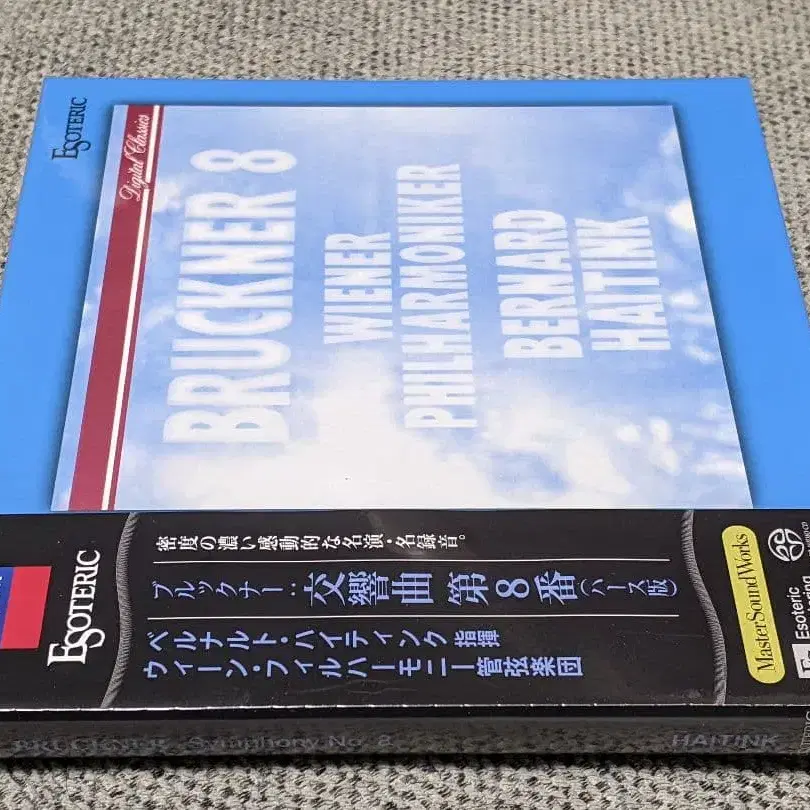 ESOTERIC
Digital Classics
BRUCKNER 8
WIENER
PHILHARMONIKER
BERNARD
HAITINK
ESOTERIC
密度の濃い感動的な名演・名録音。
ブルックナー:交響曲 第8番(ハース版)
ベルナルト・ハイティンク 指揮
ウィーン・フィルハーモニー管弦楽団
MasterSoundWorks
Esoteric
BRUCKNER Symphony No. 8
HAITINK